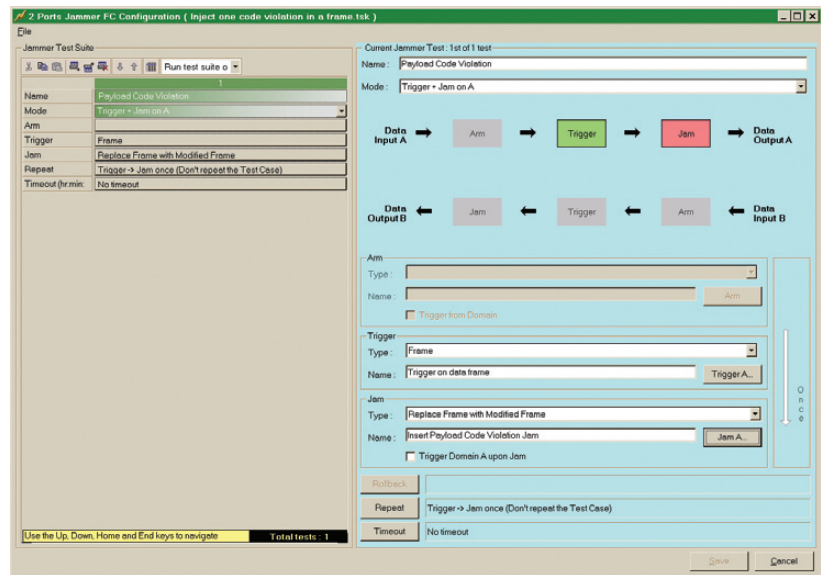 2 Ports Jammer FC Configuration ( Inject one code violation in a frame.tsk )
File
Jammer Test Suite
Run test suite o
1
Name Payload Code Violation
Mode Trigger + Jam on A
Arm
Trigger Frame
Jam Replace Frame with Modified Frame
Repeat Trigger -> Jam once (Don't repeat the Test Case)
Timeout (hr:min: No timeout
Use the Up, Down, Home and End keys to navigate Total tests : 1
Current Jammer Test : 1st of 1 test
Name : Payload Code Violation
Mode : Trigger + Jam on A
Data Input A Arm Trigger Jam Data Output A
Data Output B Jam Trigger Arm Data Input B
Arm
Type :
Name : Arm
Trigger from Domain
Trigger
Type : Frame
Name : Trigger on data frame Trigger A...
Jam
Type : Replace Frame with Modified Frame
Name : Insert Payload Code Violation Jam Jam A...
Trigger Domain A upon Jam
Once
Rollback
Repeat Trigger -> Jam once (Don't repeat the Test Case)
Timeout No timeout
Save Cancel